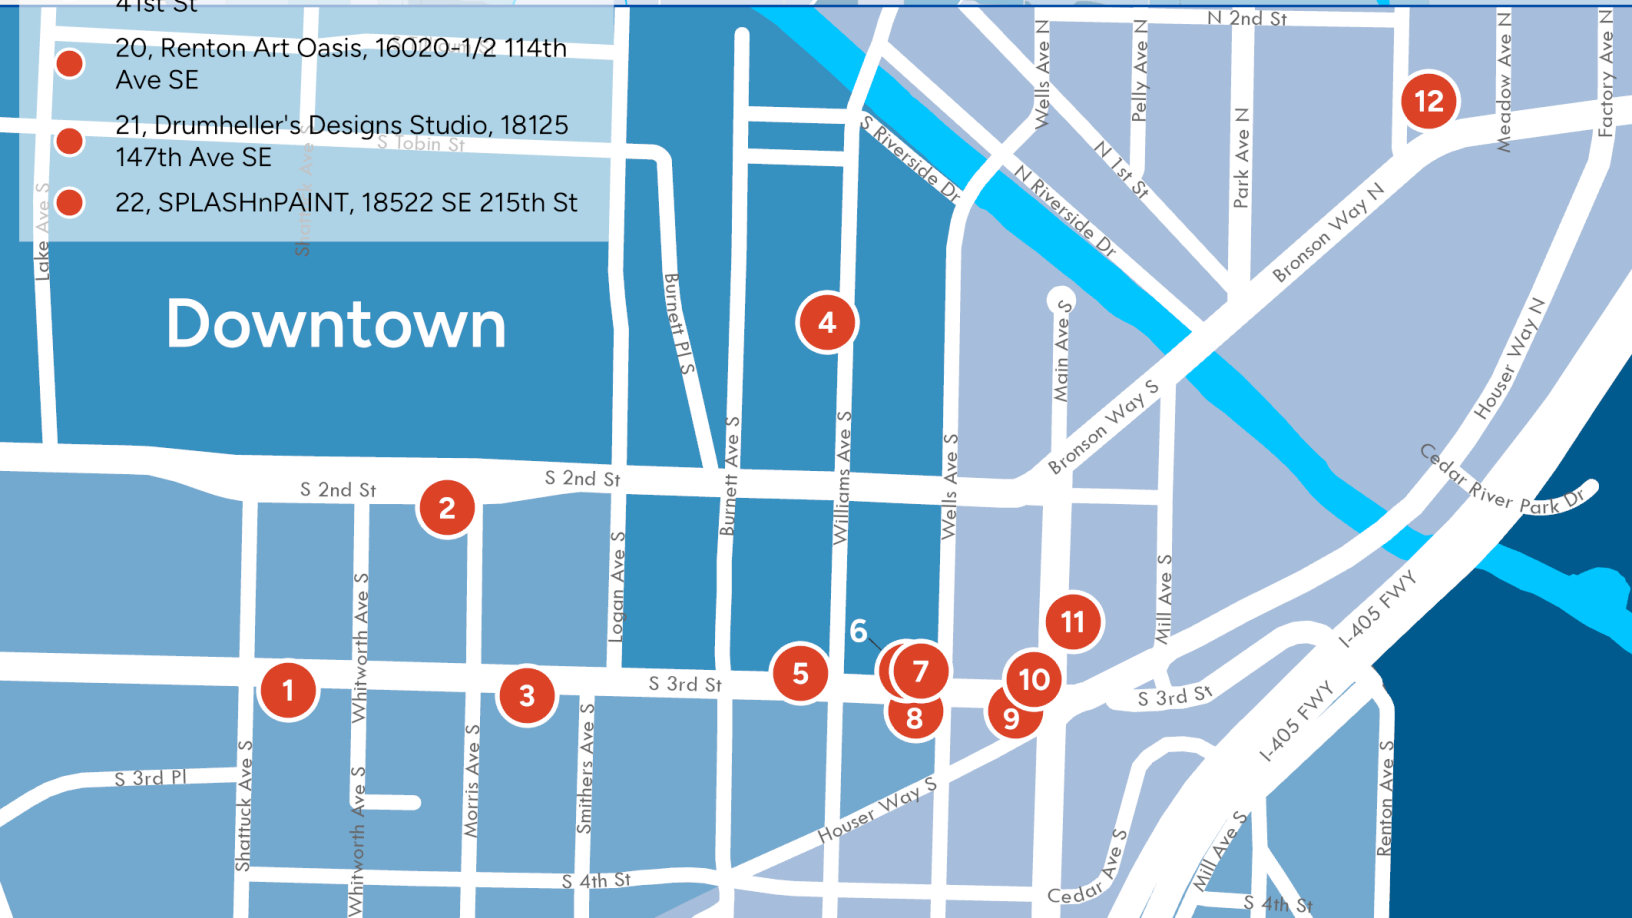 41st St
20, Renton Art Oasis, 16020-1/2 114th
Ave SE
21, Drumheller's Designs Studio, 18125
147th Ave SE
22, SPLASHnPAINT, 18522 SE 215th St
S Tobin St
Lake Ave S
Downtown
N 2nd St
Wells Ave N
Pelly Ave N
Park Ave N
Meadow Ave N
Factory Ave N
12
S Riverside Dr
N Riverside Dr
N 1st St
Bronson Way N
Burnett Pl S
4
Main Ave S
Bronson Way S
Houser Way N
Cedar River Park Dr
S 2nd St
2
S 2nd St
Burnett Ave S
Williams Ave S
Wells Ave S
Logan Ave S
Whitworth Ave S
Mill Ave S
I-405 FWY
11
6
1
3
S 3rd St
5
7
8
10
9
S 3rd St
I-405 FWY
S 3rd Pl
Shattuck Ave S
Whitworth Ave S
Morris Ave S
Smithers Ave S
Houser Way S
Renton Ave S
S 4th St
Cedar Ave S
Mill Ave S
S 4th St